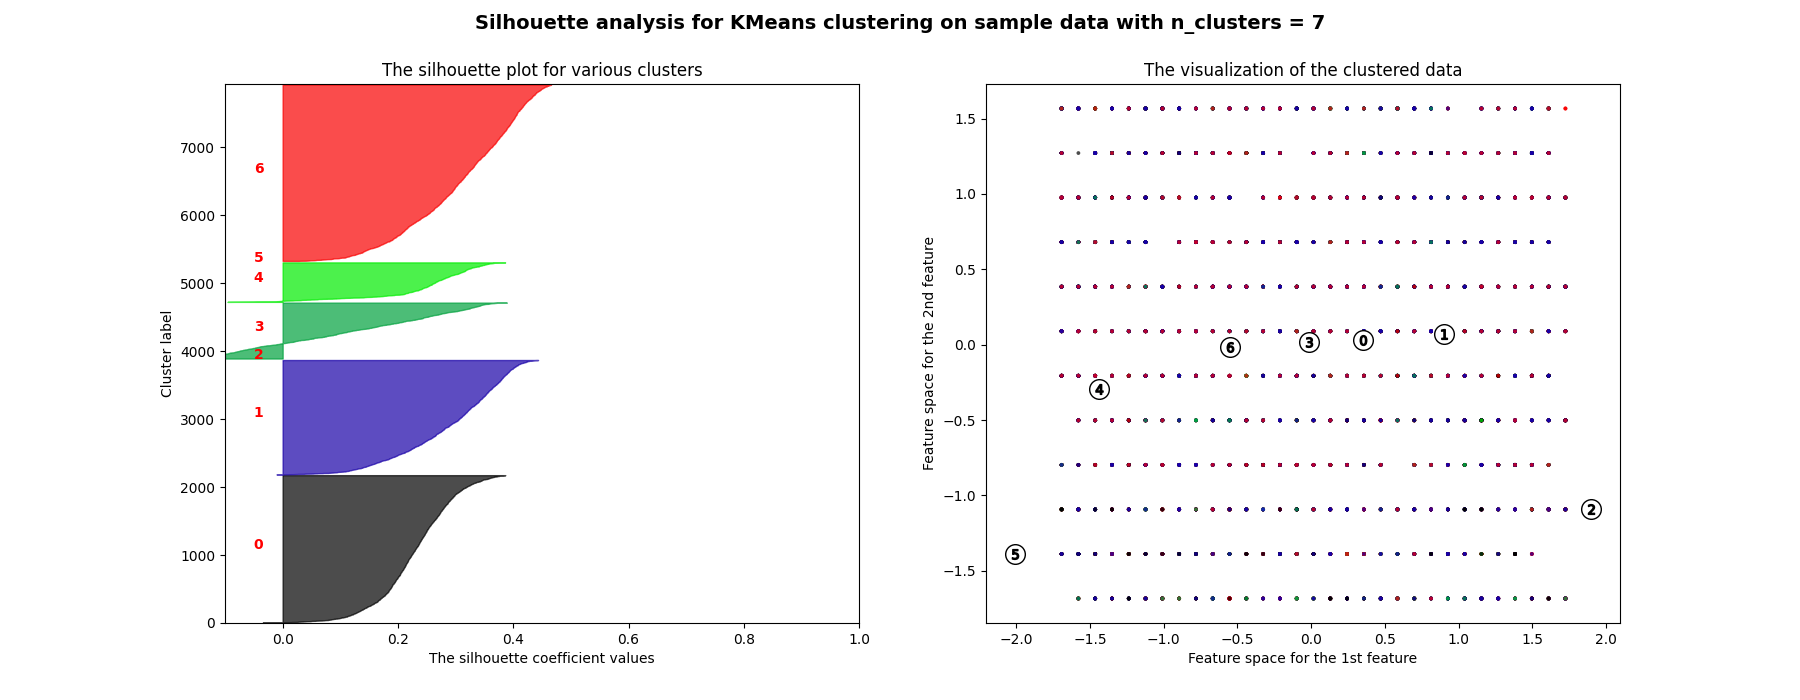 Silhouette analysis for KMeans clustering on sample data with n_clusters = 7
The silhouette plot for various clusters
7000
6000
5000
4000
3000
2000
1000
0
Cluster label
6
5
4
3
2
1
0
0.0 0.2 0.4 0.6 0.8 1.0
The silhouette coefficient values
The visualization of the clustered data
1.5
1.0
0.5
0.0
−0.5
−1.0
−1.5
Feature space for the 2nd feature
6 3 0 1
4
2
5
−2.0 −1.5 −1.0 −0.5 0.0 0.5 1.0 1.5 2.0
Feature space for the 1st feature